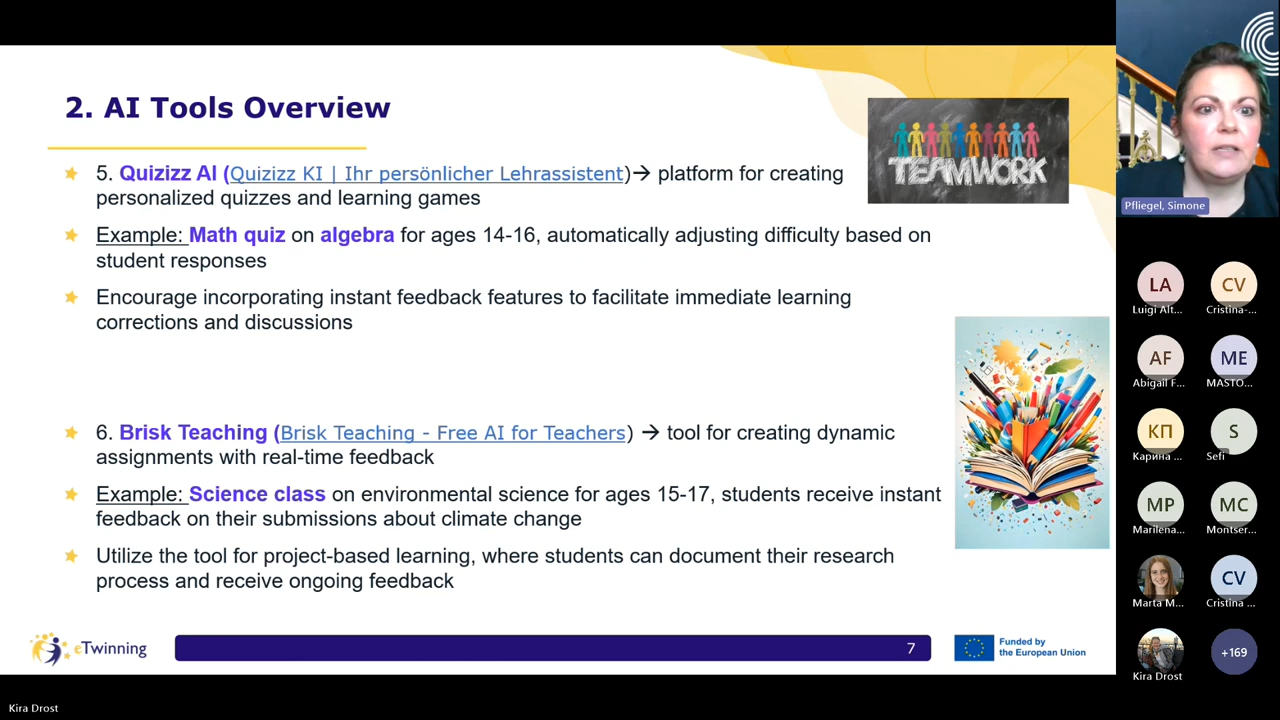 2. AI Tools Overview
TEAMWORK
5. Quizizz AI (Quizizz KI | Ihr persönlicher Lehrassistent)→ platform for creating
personalized quizzes and learning games
Example: Math quiz on algebra for ages 14-16, automatically adjusting difficulty based on
student responses
Encourage incorporating instant feedback features to facilitate immediate learning
corrections and discussions
6. Brisk Teaching (Brisk Teaching - Free AI for Teachers) → tool for creating dynamic
assignments with real-time feedback
Example: Science class on environmental science for ages 15-17, students receive instant
feedback on their submissions about climate change
Utilize the tool for project-based learning, where students can document their research
process and receive ongoing feedback
eTwinning
7
Funded by
the European Union
Pfliegel, Simone
LA
Luigi Alt...
CV
Cristina-...
AF
Abigail F...
ME
MASTO...
КП
Карина ...
S
Sefi
MP
Marilena...
MC
Montser...
Marta M...
CV
Cristina ...
Kira Drost
+169
Kira Drost